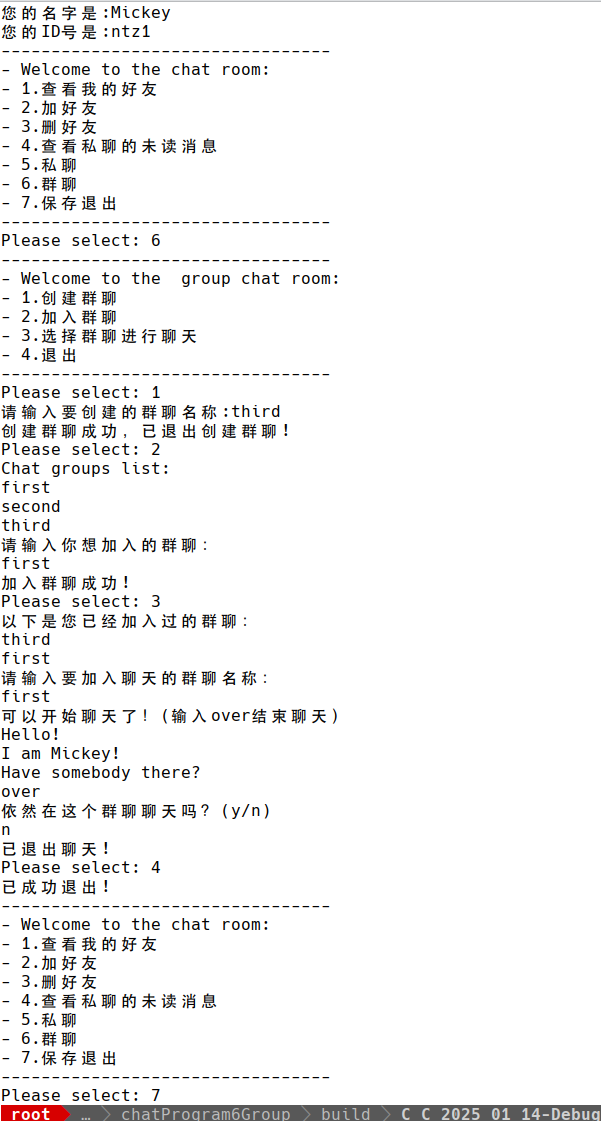 您的名字是:Mickey
您的ID号是:ntz1
---------------------------------
- Welcome to the chat room:
- 1.查看我的好友
- 2.加好友
- 3.删好友
- 4.查看私聊的未读消息
- 5.私聊
- 6.群聊
- 7.保存退出
---------------------------------
Please select: 6
---------------------------------
- Welcome to the  group chat room:
- 1.创建群聊
- 2.加入群聊
- 3.选择群聊进行聊天
- 4.退出
---------------------------------
Please select: 1
请输入要创建的群聊名称:third
创建群聊成功，已退出创建群聊!
Please select: 2
Chat groups list:
first
second
third
请输入你想加入的群聊：
first
加入群聊成功!
Please select: 3
以下是您已经加入过的群聊：
third
first
请输入要加入聊天的群聊名称：
first
可以开始聊天了! (输入over结束聊天)
Hello!
I am Mickey!
Have somebody there?
over
依然在这个群聊聊天吗? (y/n)
n
已退出聊天!
Please select: 4
已成功退出!
---------------------------------
- Welcome to the chat room:
- 1.查看我的好友
- 2.加好友
- 3.删好友
- 4.查看私聊的未读消息
- 5.私聊
- 6.群聊
- 7.保存退出
---------------------------------
Please select: 7
root … chatProgram6Group build C C 2025 01 14-Debug